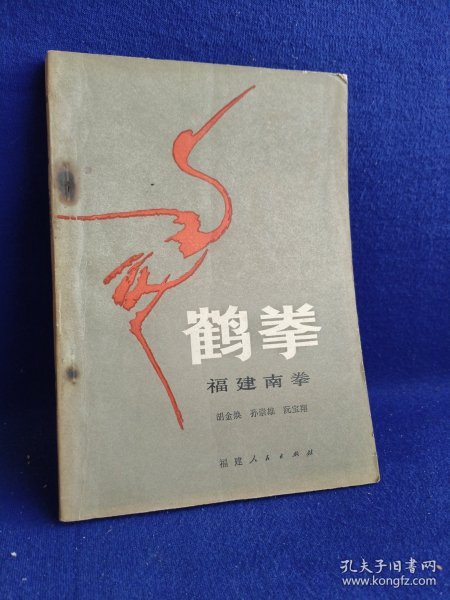 鹤拳
福建南拳
胡金焕 孙崇雄 阮宝翔
福建人民出版社
孔夫子旧书网
www.kongfz.com